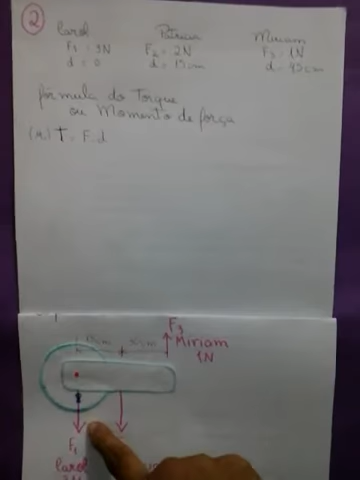 2
Carol Patrícia Miriam
F1 = 3N F2 = 2N F3 = 1N
d = 0 d = 15cm d = 45cm
fórmula do Torque
ou Momento de força
(M) T = F.d
F3
15cm 30cm Miriam
1N
F1
Carol